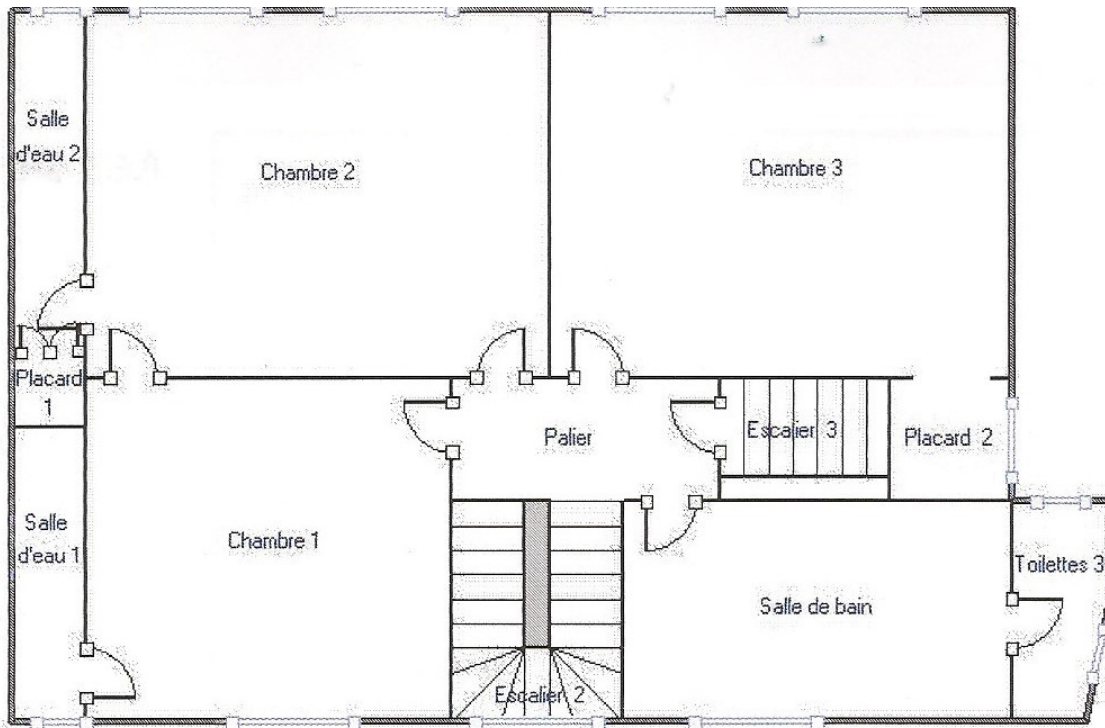 Salle
d'eau 2
Chambre 2
Chambre 3
Placard
1
Palier
Escalier 3
Placard 2
Salle
d'eau 1
Chambre 1
Toilettes 3
Salle de bain
Escalier 2